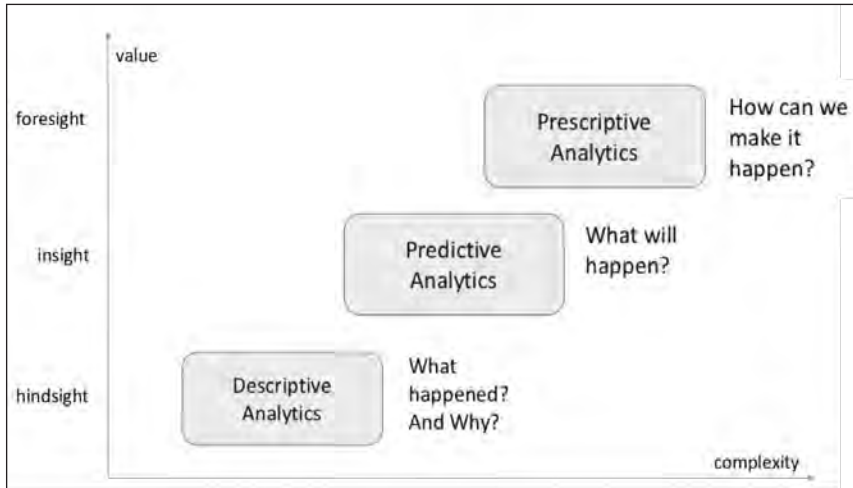 value
foresight
Prescriptive
Analytics
How can we
make it
happen?
insight
Predictive
Analytics
What will
happen?
hindsight
Descriptive
Analytics
What
happened?
And Why?
complexity